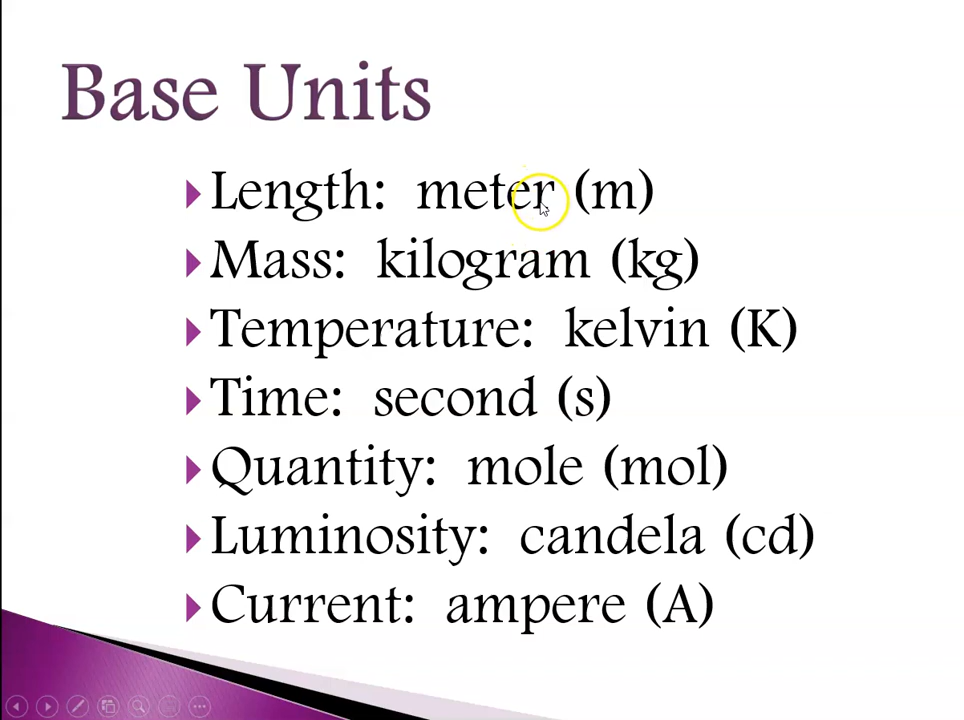 Base Units
Length: meter (m)
Mass: kilogram (kg)
Temperature: kelvin (K)
Time: second (s)
Quantity: mole (mol)
Luminosity: candela (cd)
Current: ampere (A)